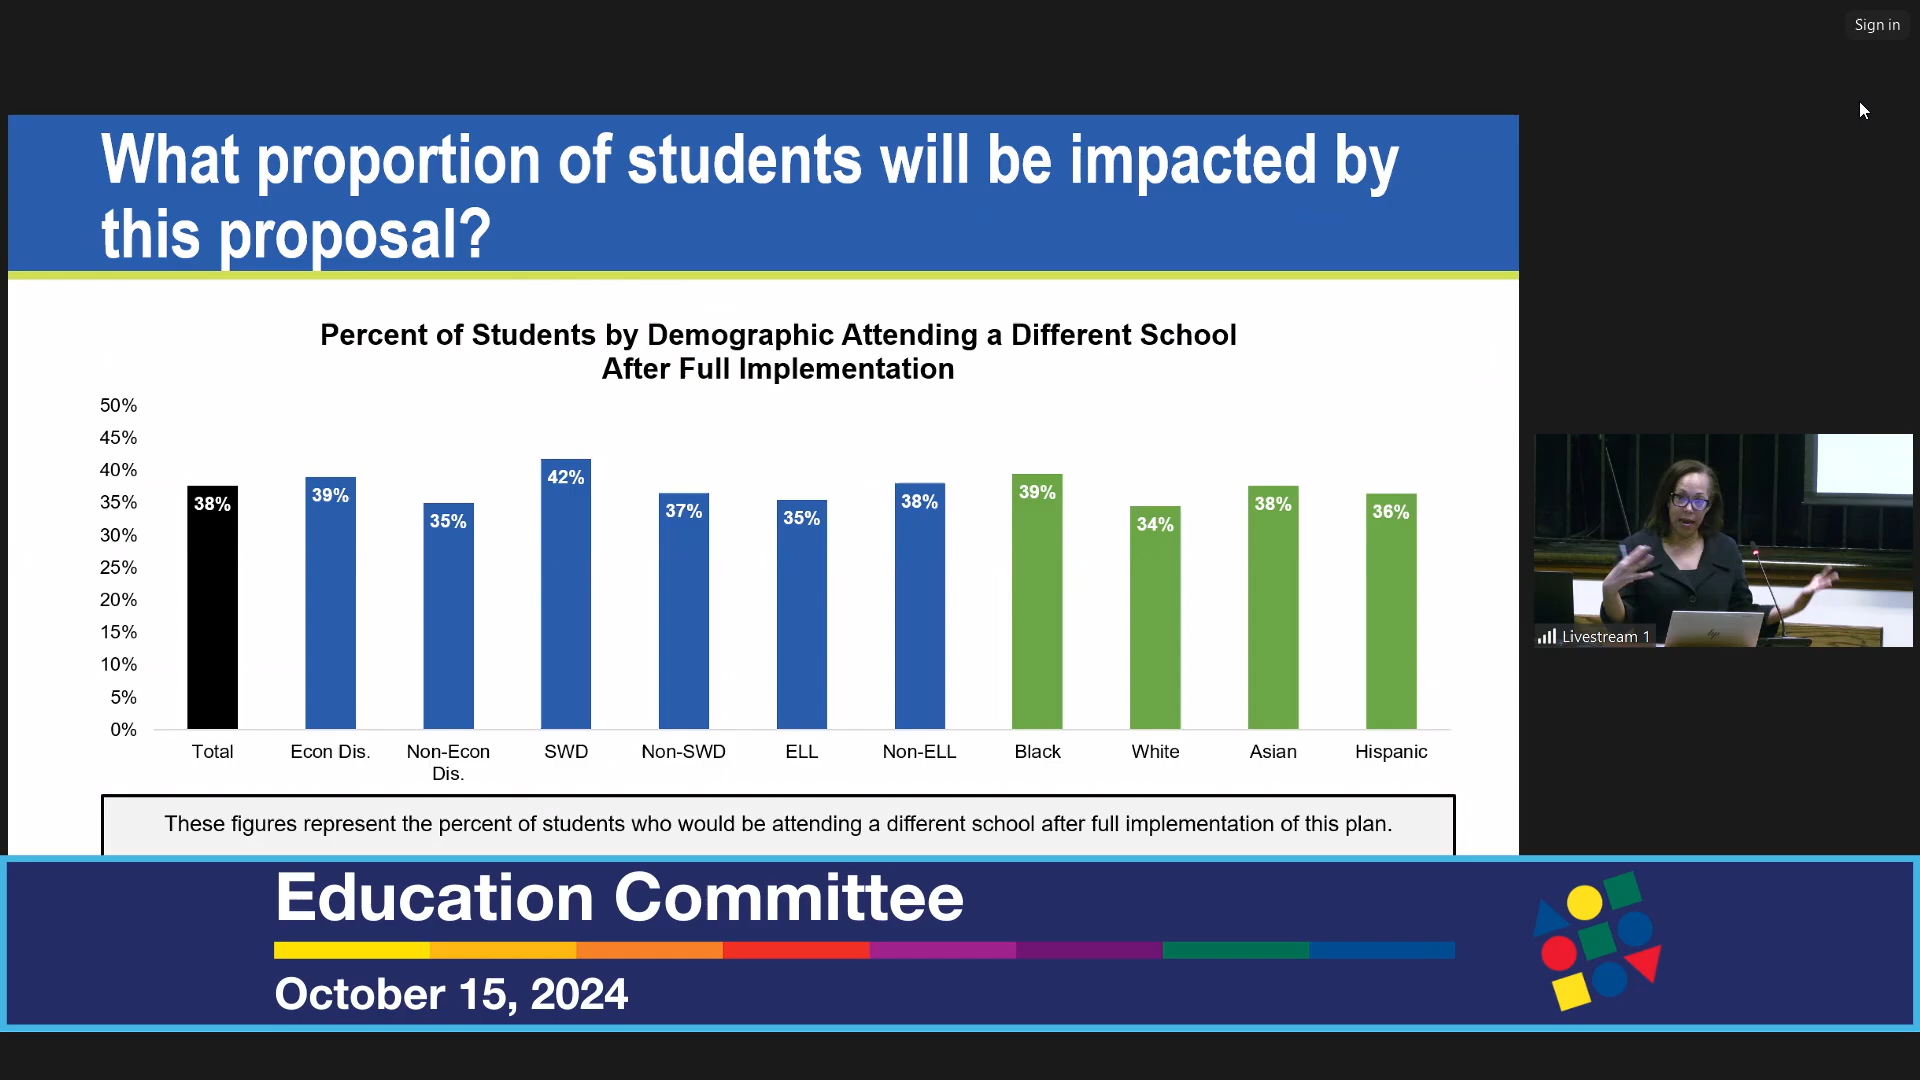 Sign in
What proportion of students will be impacted by
this proposal?
Percent of Students by Demographic Attending a Different School
After Full Implementation
50%
45%
40%
35%
30%
25%
20%
15%
10%
5%
0%
38%
39%
35%
42%
37%
35%
38%
39%
34%
38%
36%
Total
Econ Dis.
Non-Econ
Dis.
SWD
Non-SWD
ELL
Non-ELL
Black
White
Asian
Hispanic
These figures represent the percent of students who would be attending a different school after full implementation of this plan.
hp
Livestream 1
Education Committee
October 15, 2024